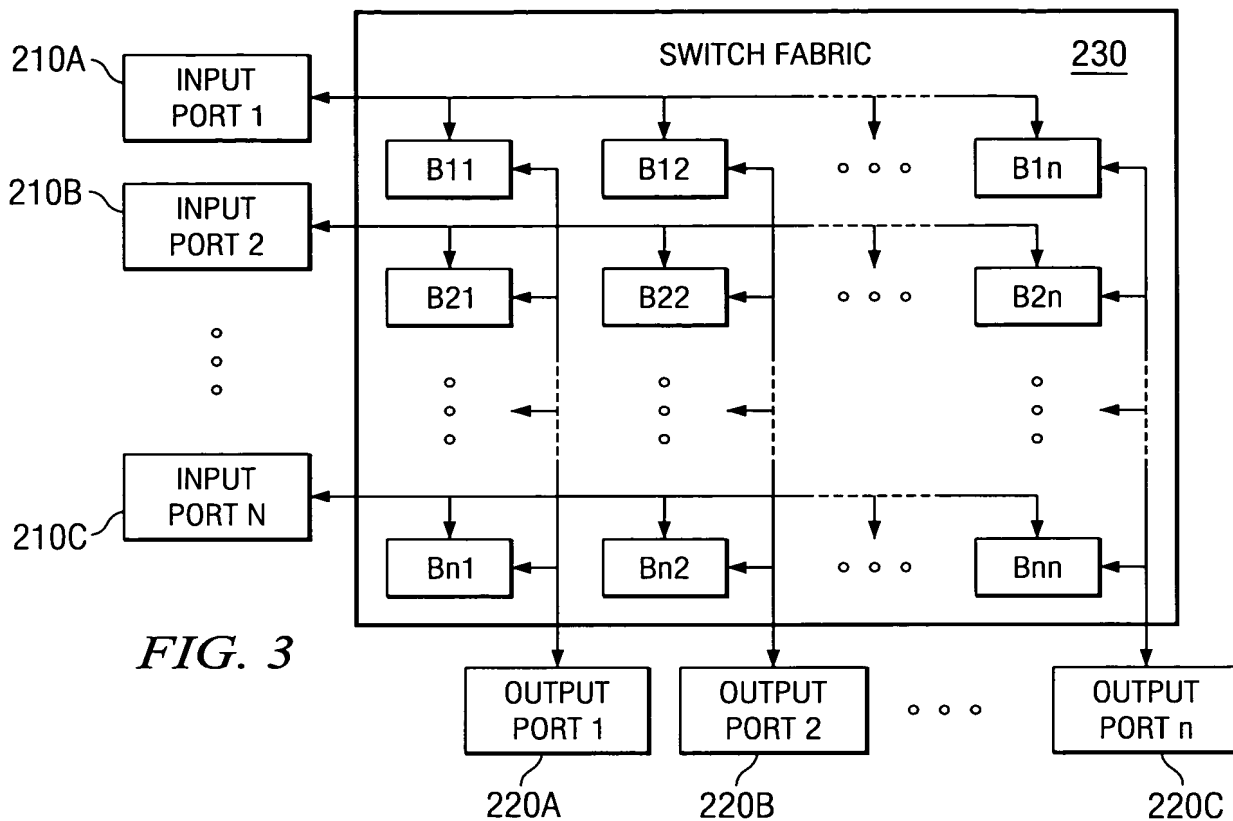 SWITCH FABRIC
230
210A
INPUT
PORT 1
B11
B12
B1n
210B
INPUT
PORT 2
B21
B22
B2n
INPUT
PORT N
210C
Bn1
Bn2
Bnn
FIG. 3
OUTPUT
PORT 1
OUTPUT
PORT 2
OUTPUT
PORT n
220A
220B
220C